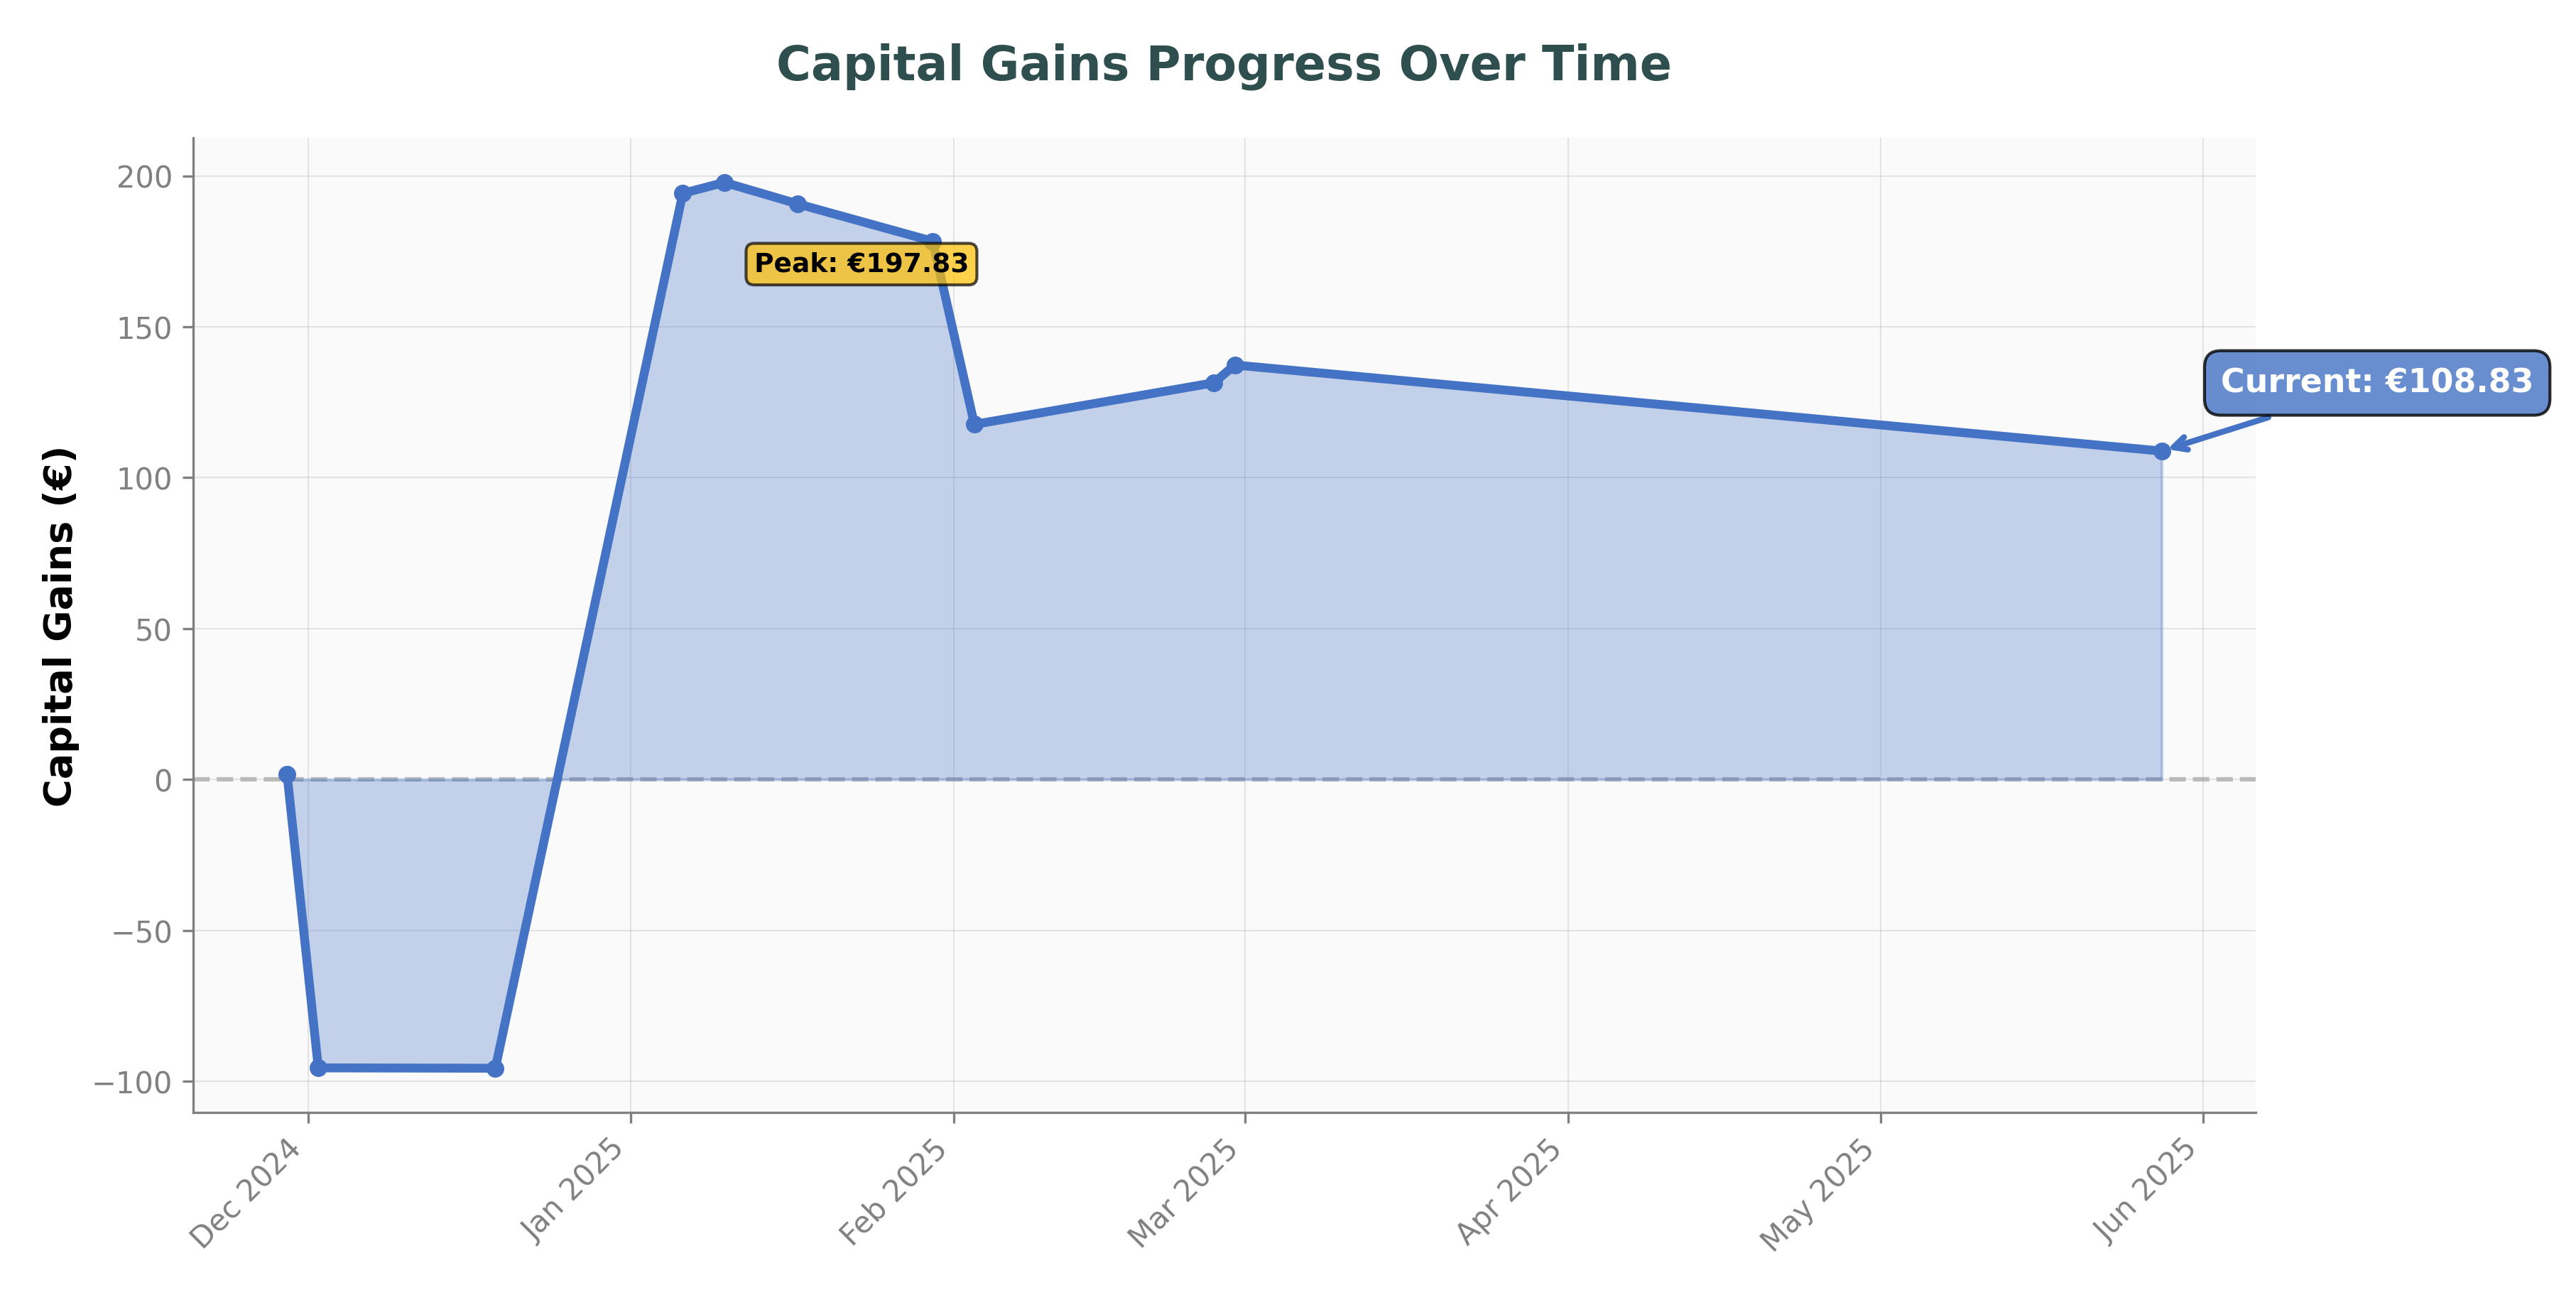 Capital Gains Progress Over Time
Capital Gains (€)
200
150
100
50
0
−50
−100
Peak: €197.83
Current: €108.83
Dec 2024
Jan 2025
Feb 2025
Mar 2025
Apr 2025
May 2025
Jun 2025